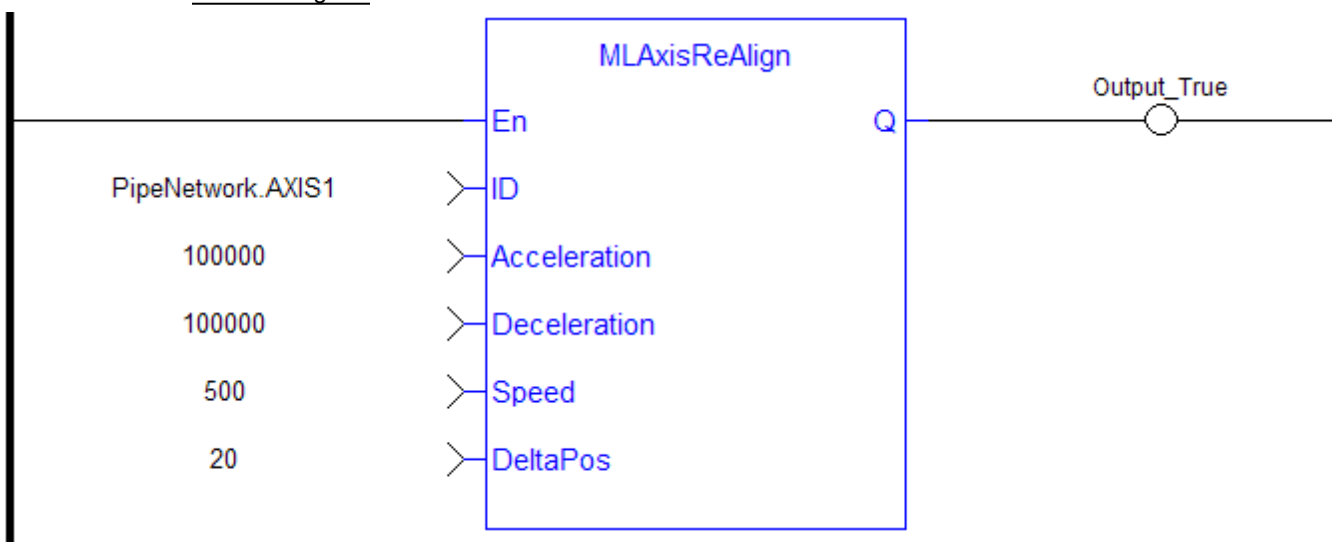 MLAxisReAlign
Output_True
En
Q
PipeNetwork.AXIS1
ID
100000
Acceleration
100000
Deceleration
500
Speed
20
DeltaPos